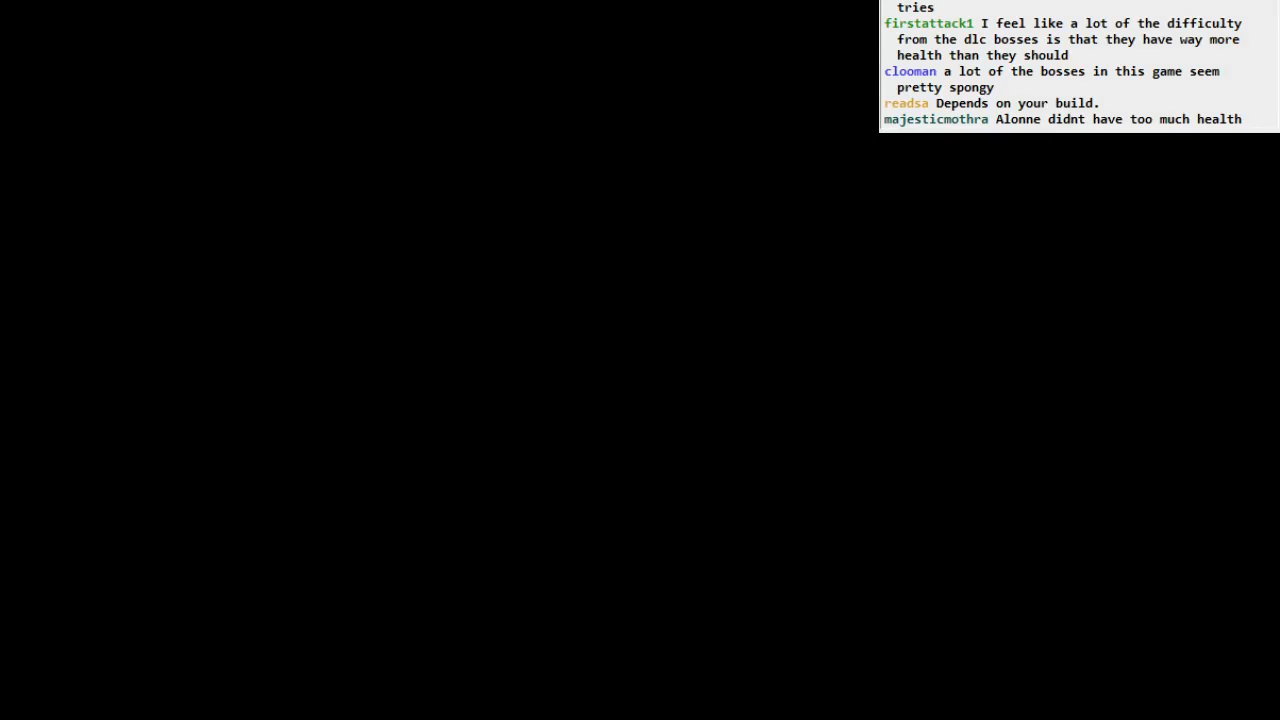 tries
firstattack1 I feel like a lot of the difficulty
from the dlc bosses is that they have way more
health than they should
clooman a lot of the bosses in this game seem
pretty spongy
readsa Depends on your build.
majesticmothra Alonne didnt have too much health